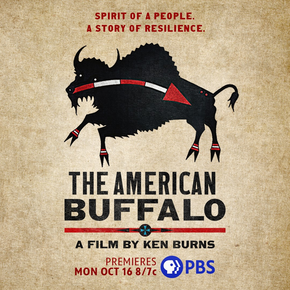 SPIRIT OF A PEOPLE.
A STORY OF RESILIENCE.
THE AMERICAN
BUFFALO
A FILM BY KEN BURNS
PREMIERES
MON OCT 16 8/7c
PBS